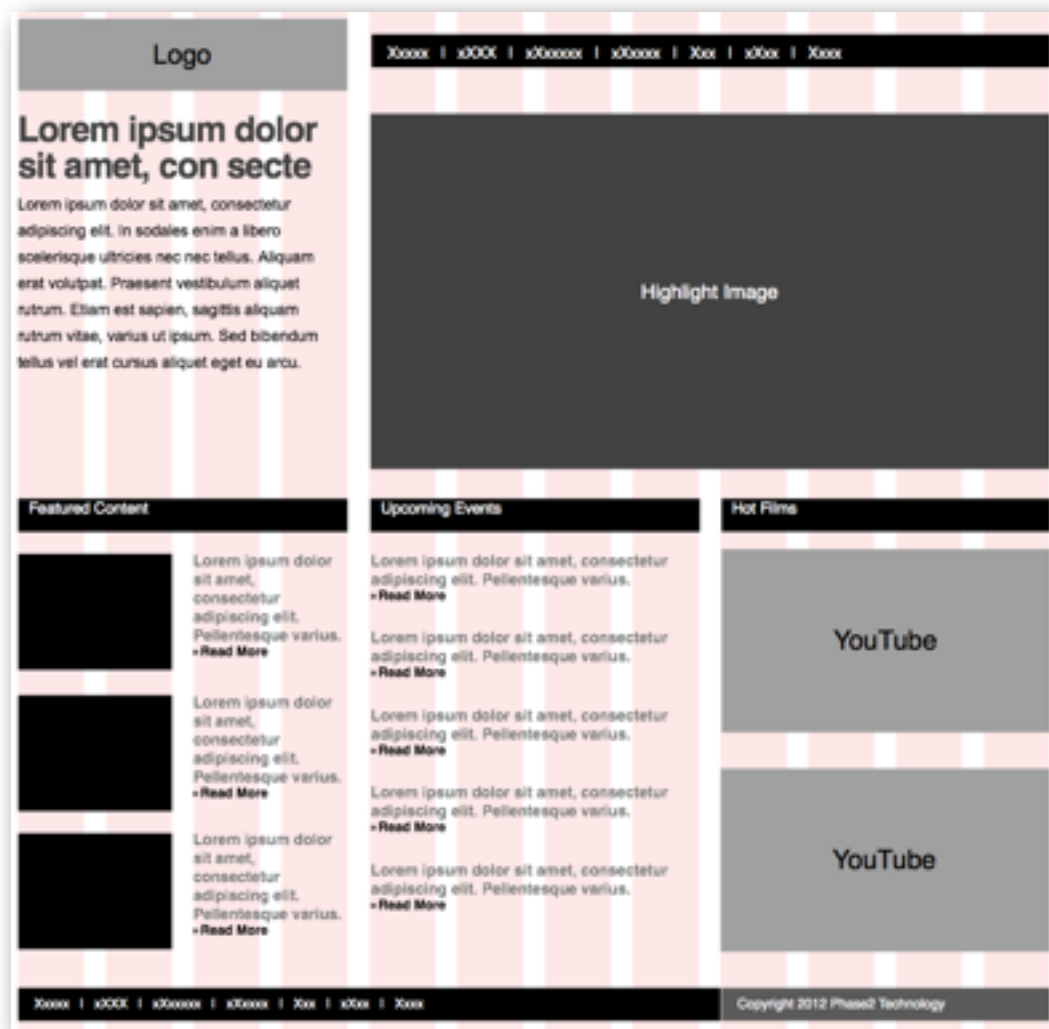 Logo
Xxxxx | xXXX | xXxxxxx | xXxxxx | Xxx | xXxx | Xxxx
Lorem ipsum dolor
sit amet, con secte
Lorem ipsum dolor sit amet, consectetur
adipiscing elit. In sodales enim a libero
scelerisque ultricies nec nec tellus. Aliquam
erat volutpat. Praesent vestibulum aliquet
rutrum. Etiam est sapien, sagittis aliquam
rutrum vitae, varius ut ipsum. Sed bibendum
tellus vel erat cursus aliquet eget eu arcu.
Highlight Image
Featured Content
Lorem ipsum dolor
sit amet,
consectetur
adipiscing elit.
Pellentesque varius.
» Read More
Lorem ipsum dolor
sit amet,
consectetur
adipiscing elit.
Pellentesque varius.
» Read More
Lorem ipsum dolor
sit amet,
consectetur
adipiscing elit.
Pellentesque varius.
» Read More
Upcoming Events
Lorem ipsum dolor sit amet, consectetur
adipiscing elit. Pellentesque varius.
» Read More
Lorem ipsum dolor sit amet, consectetur
adipiscing elit. Pellentesque varius.
» Read More
Lorem ipsum dolor sit amet, consectetur
adipiscing elit. Pellentesque varius.
» Read More
Lorem ipsum dolor sit amet, consectetur
adipiscing elit. Pellentesque varius.
» Read More
Lorem ipsum dolor sit amet, consectetur
adipiscing elit. Pellentesque varius.
» Read More
Hot Films
YouTube
YouTube
Xxxxx | xXXX | xXxxxxx | xXxxxx | Xxx | xXxx | Xxxx
Copyright 2012 Phase2 Technology